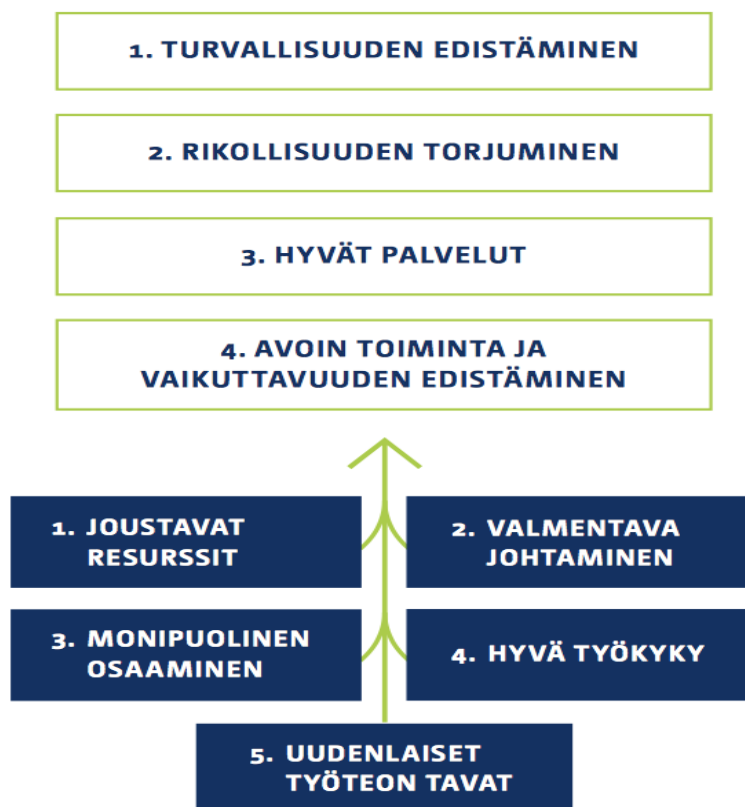 1. TURVALLISUUDEN EDISTÄMINEN
2. RIKOLLISUUDEN TORJUMINEN
3. HYVÄT PALVELUT
4. AVOIN TOIMINTA JA
VAIKUTTAVUUDEN EDISTÄMINEN
1. JOUSTAVAT
RESURSSIT
2. VALMENTAVA
JOHTAMINEN
3. MONIPUOLINEN
OSAAMINEN
4. HYVÄ TYÖKYKY
5. UUDENLAISET
TYÖTEON TAVAT